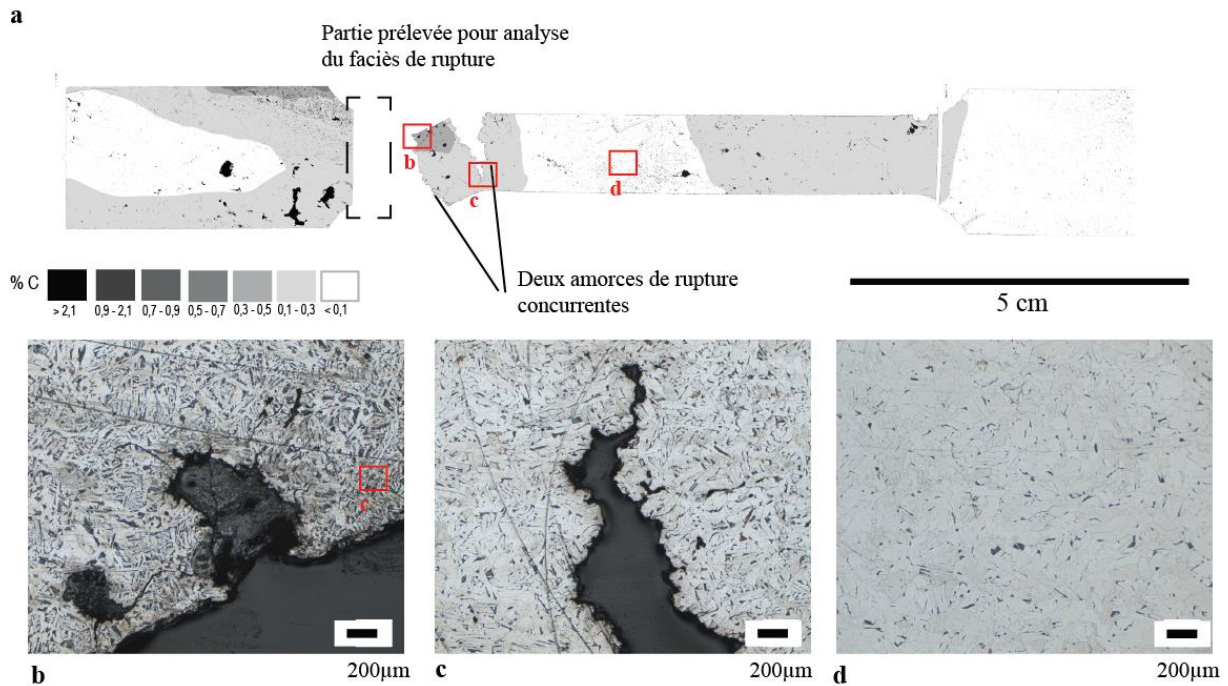 a
Partie prélevée pour analyse
du faciès de rupture
b
c
d
Deux amorces de rupture
concurrentes
5 cm
% C
> 2,1
0,9 - 2,1
0,7 - 0,9
0,5 - 0,7
0,3 - 0,5
0,1 - 0,3
< 0,1
e
b
200µm
c
200µm
d
200µm